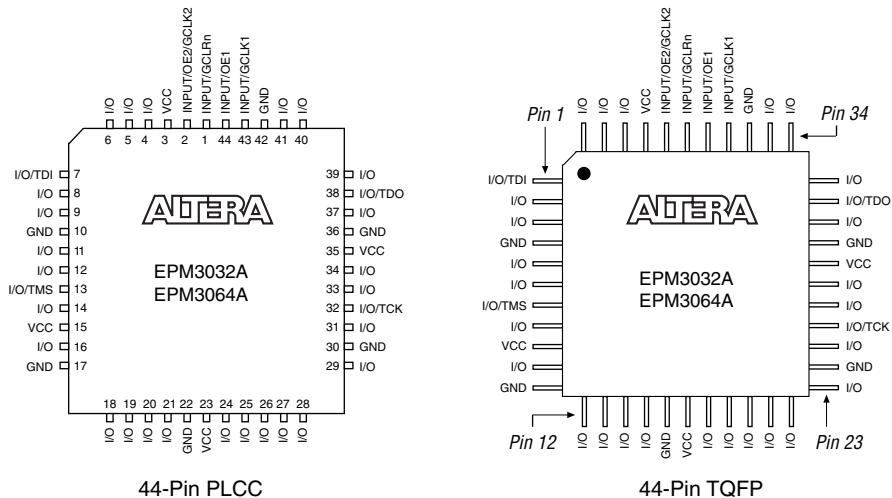 INPUT/OE2/GCLK2
INPUT/GCLRn
INPUT/OE1
INPUT/GCLK1
I/O
I/O
I/O
VCC
GND
I/O
I/O
6 5 4 3 2 1 44 43 42 41 40
I/O/TDI 7
I/O 8
I/O 9
GND 10
I/O 11
I/O 12
I/O/TMS 13
I/O 14
VCC 15
I/O 16
GND 17
39 I/O
38 I/O/TDO
37 I/O
36 GND
35 VCC
34 I/O
33 I/O
32 I/O/TCK
31 I/O
30 GND
29 I/O
ALTERA
EPM3032A
EPM3064A
18 19 20 21 22 23 24 25 26 27 28
I/O
I/O
I/O
I/O
GND
VCC
I/O
I/O
I/O
I/O
I/O
44-Pin PLCC
Pin 1
I/O
I/O
I/O
VCC
INPUT/OE2/GCLK2
INPUT/GCLRn
INPUT/OE1
INPUT/GCLK1
GND
I/O
I/O
Pin 34
I/O/TDI
I/O
I/O
GND
I/O
I/O
I/O/TMS
I/O
VCC
I/O
GND
I/O
I/O/TDO
I/O
GND
VCC
I/O
I/O
I/O/TCK
I/O
GND
I/O
ALTERA
EPM3032A
EPM3064A
Pin 12
I/O
I/O
I/O
I/O
GND
VCC
I/O
I/O
I/O
I/O
I/O
Pin 23
44-Pin TQFP